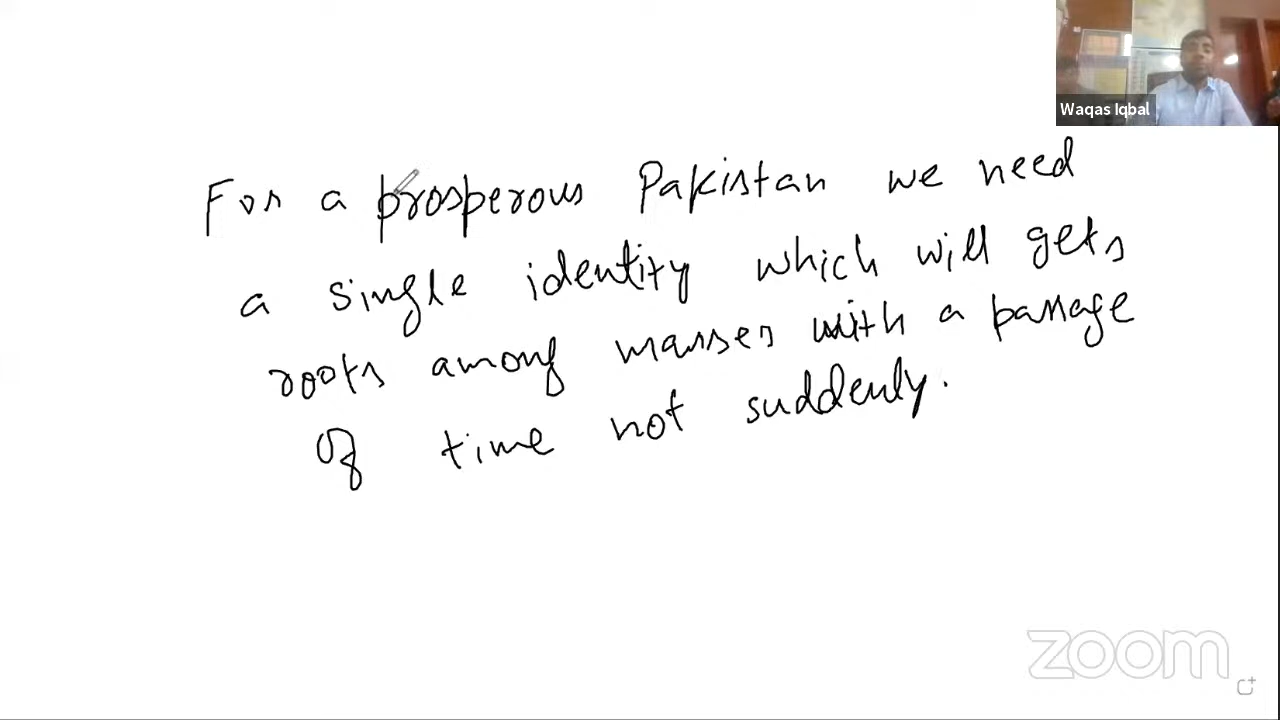 Waqas Iqbal
For a prosperous Pakistan we need
a single identity which will gets
roots among masses with a passage
of time not suddenly.
zoom